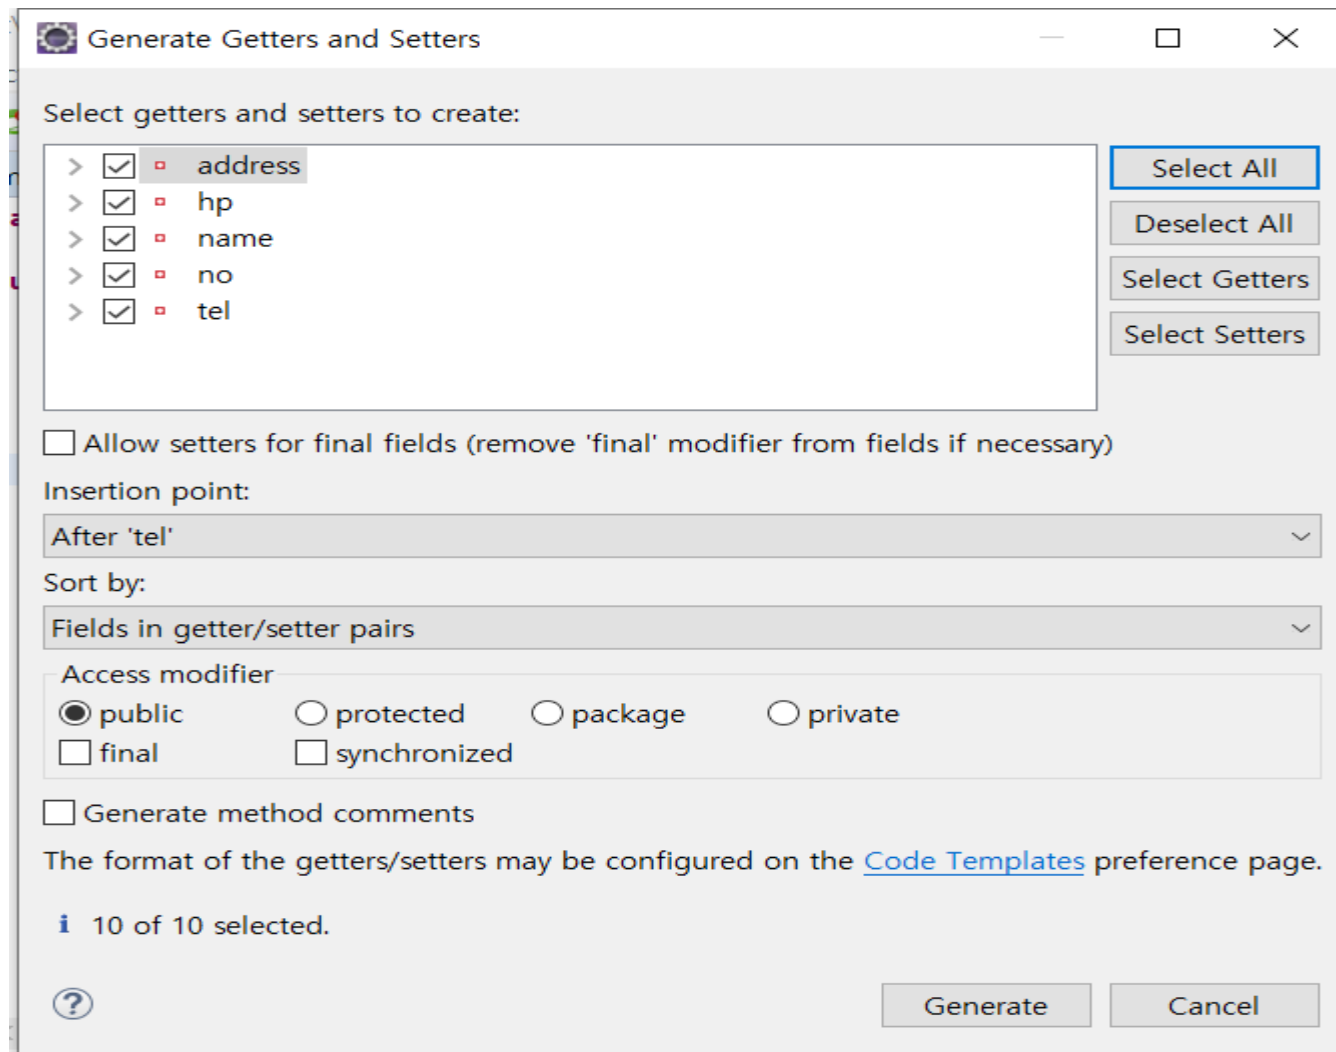 Generate Getters and Setters
Select getters and setters to create:
address
hp
name
no
tel
Select All
Deselect All
Select Getters
Select Setters
Allow setters for final fields (remove 'final' modifier from fields if necessary)
Insertion point:
After 'tel'
Sort by:
Fields in getter/setter pairs
Access modifier
public protected package private
final synchronized
Generate method comments
The format of the getters/setters may be configured on the Code Templates preference page.
10 of 10 selected.
Generate Cancel